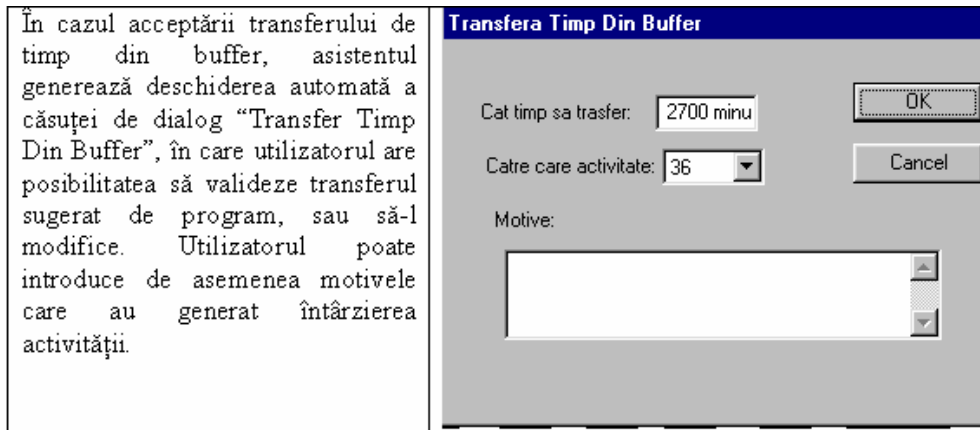 În cazul acceptării transferului de
timp din buffer, asistentul
generează deschiderea automată a
căsuței de dialog “Transfer Timp
Din Buffer”, în care utilizatorul are
posibilitatea să valideze transferul
sugerat de program, sau să-l
modifice. Utilizatorul poate
introduce de asemenea motivele
care au generat întârzierea
activității.
Transfera Timp Din Buffer
Cat timp sa trasfer: 2700 minu
OK
Catre care activitate: 36
Cancel
Motive: